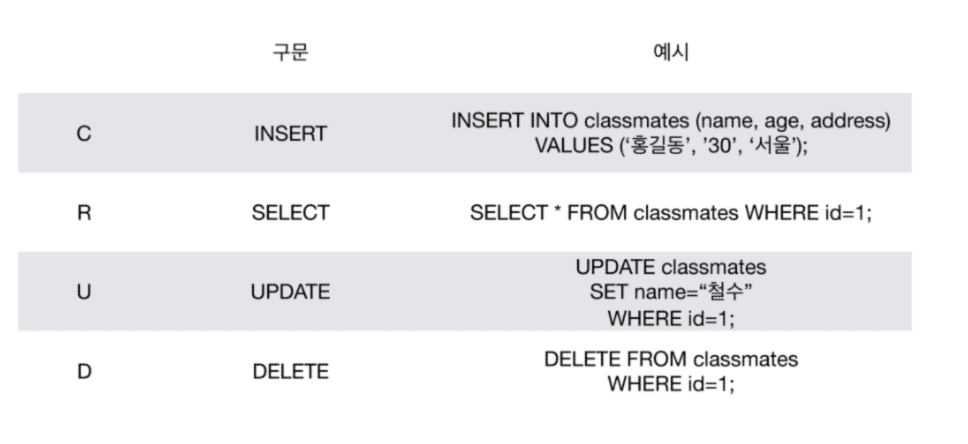 구문 예시
C INSERT INSERT INTO classmates (name, age, address)
VALUES (‘홍길동’, ’30’, ‘서울’);
R SELECT SELECT * FROM classmates WHERE id=1;
UPDATE classmates
U UPDATE SET name=“철수”
WHERE id=1;
D DELETE DELETE FROM classmates
WHERE id=1;